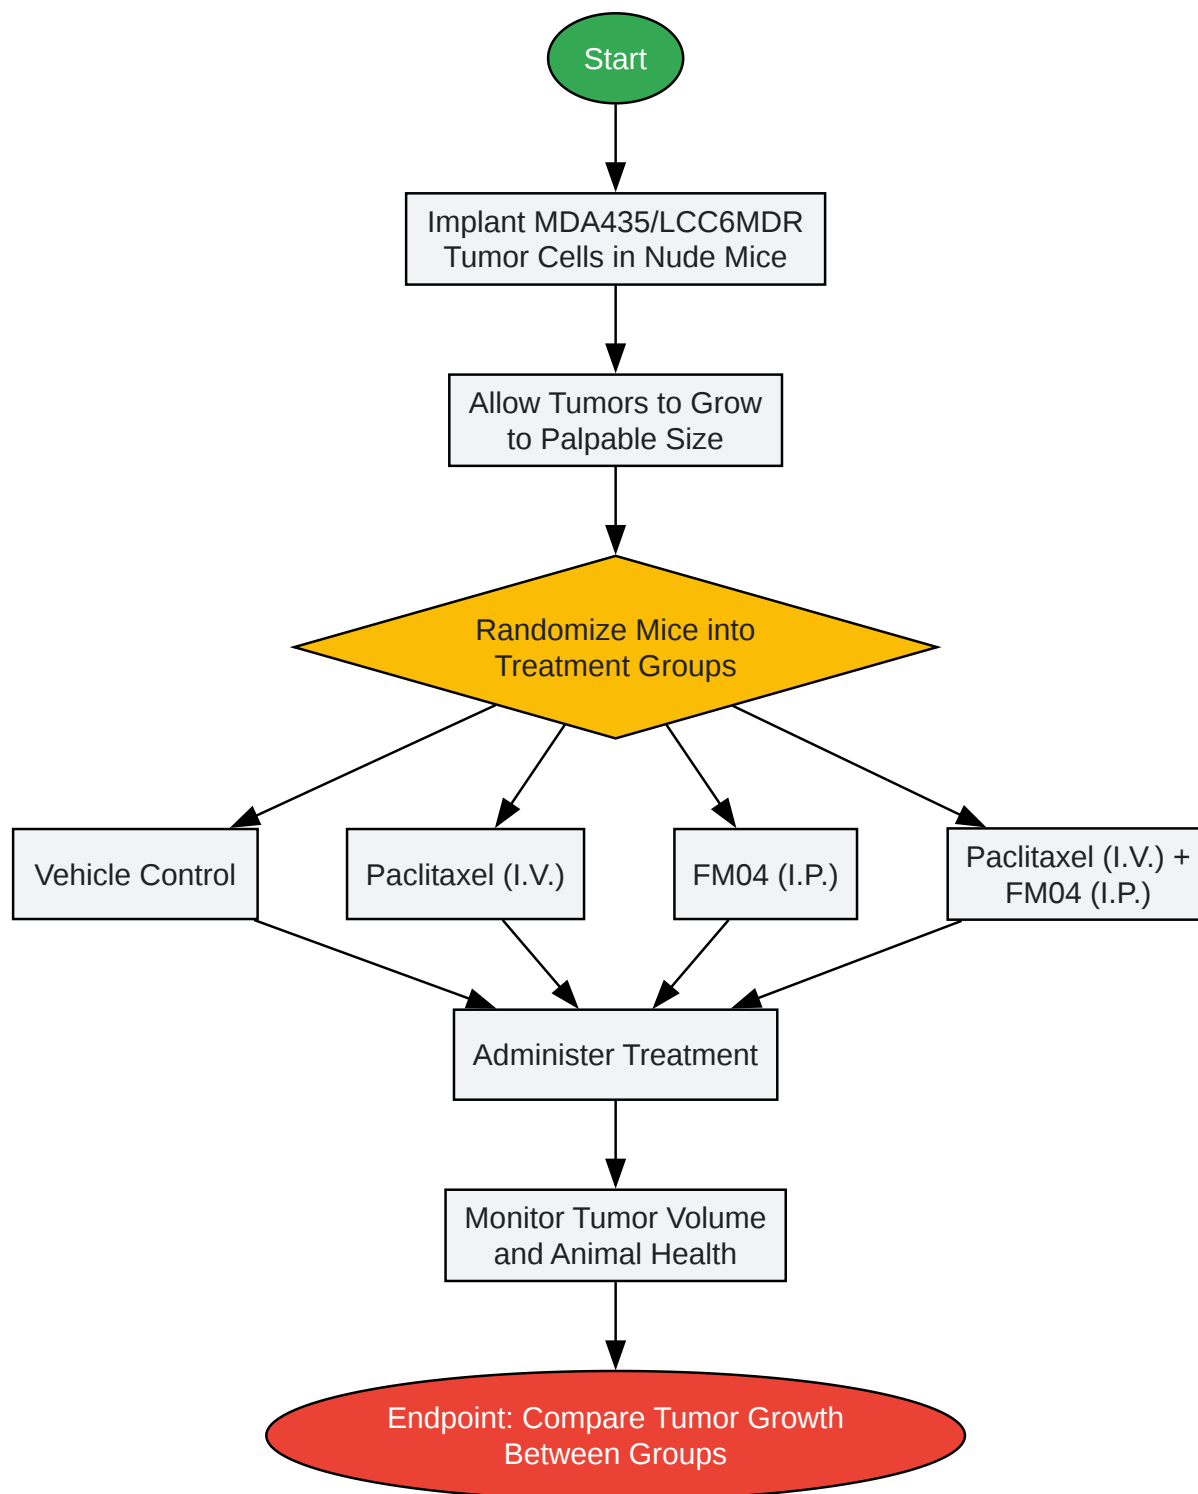 Start
Implant MDA435/LCC6MDR
Tumor Cells in Nude Mice
Allow Tumors to Grow
to Palpable Size
Randomize Mice into
Treatment Groups
Vehicle Control
Paclitaxel (I.V.)
FM04 (I.P.)
Paclitaxel (I.V.) +
FM04 (I.P.)
Administer Treatment
Monitor Tumor Volume
and Animal Health
Endpoint: Compare Tumor Growth
Between Groups